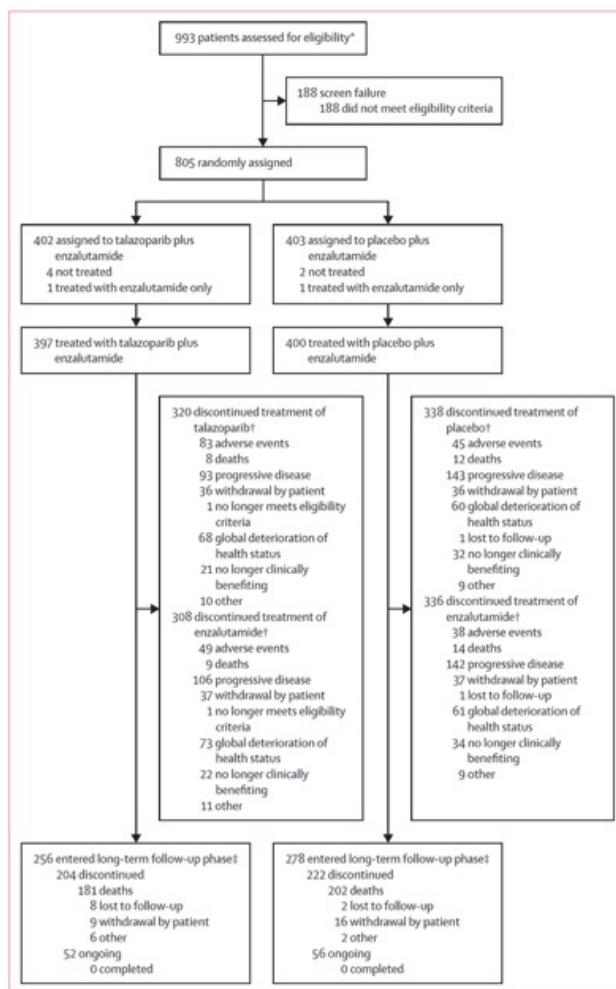 993 patients assessed for eligibility*
188 screen failure
188 did not meet eligibility criteria
805 randomly assigned
402 assigned to talazoparib plus
enzalutamide
4 not treated
1 treated with enzalutamide only
403 assigned to placebo plus
enzalutamide
2 not treated
1 treated with enzalutamide only
397 treated with talazoparib plus
enzalutamide
400 treated with placebo plus
enzalutamide
320 discontinued treatment of
talazoparib†
83 adverse events
8 deaths
93 progressive disease
36 withdrawal by patient
1 no longer meets eligibility
criteria
68 global deterioration of
health status
21 no longer clinically
benefiting
10 other
308 discontinued treatment of
enzalutamide†
49 adverse events
9 deaths
106 progressive disease
37 withdrawal by patient
1 no longer meets eligibility
criteria
73 global deterioration of
health status
22 no longer clinically
benefiting
11 other
338 discontinued treatment of
placebo†
45 adverse events
12 deaths
143 progressive disease
36 withdrawal by patient
60 global deterioration of
health status
1 lost to follow-up
32 no longer clinically
benefiting
9 other
336 discontinued treatment of
enzalutamide†
38 adverse events
14 deaths
142 progressive disease
37 withdrawal by patient
1 lost to follow-up
61 global deterioration of
health status
34 no longer clinically
benefiting
9 other
256 entered long-term follow-up phase‡
204 discontinued
181 deaths
8 lost to follow-up
9 withdrawal by patient
6 other
52 ongoing
0 completed
278 entered long-term follow-up phase‡
222 discontinued
202 deaths
2 lost to follow-up
16 withdrawal by patient
2 other
56 ongoing
0 completed